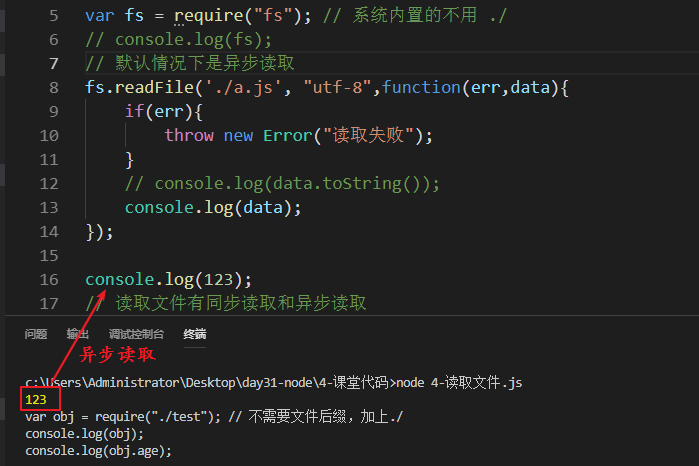 5 var fs = require("fs"); // 系统内置的不用 ./
6 // console.log(fs);
7 // 默认情况下是异步读取
8 fs.readFile('./a.js', "utf-8",function(err,data){
9 if(err){
10 throw new Error("读取失败");
11 }
12 // console.log(data.toString());
13 console.log(data);
14 });
15
16 console.log(123);
17 // 读取文件有同步读取和异步读取
问题 输出 调试控制台 终端
异步读取
c:\Users\Administrator\Desktop\day31-node\4-课堂代码>node 4-读取文件.js
123
var obj = require("./test"); // 不需要文件后缀，加上./
console.log(obj);
console.log(obj.age);